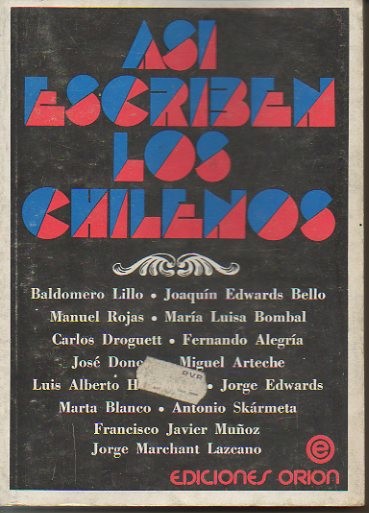 ASI
ESCRIBEN
LOS
CHILENOS
Baldomero Lillo • Joaquín Edwards Bello
Manuel Rojas • María Luisa Bombal
Carlos Droguett • Fernando Alegría
José Miguel Arteche
Luis Alberto • Jorge Edwards
Marta Blanco • Antonio Skármeta
Francisco Javier Muñoz
Jorge Marchant Lazcano
e
EDICIONES ORION